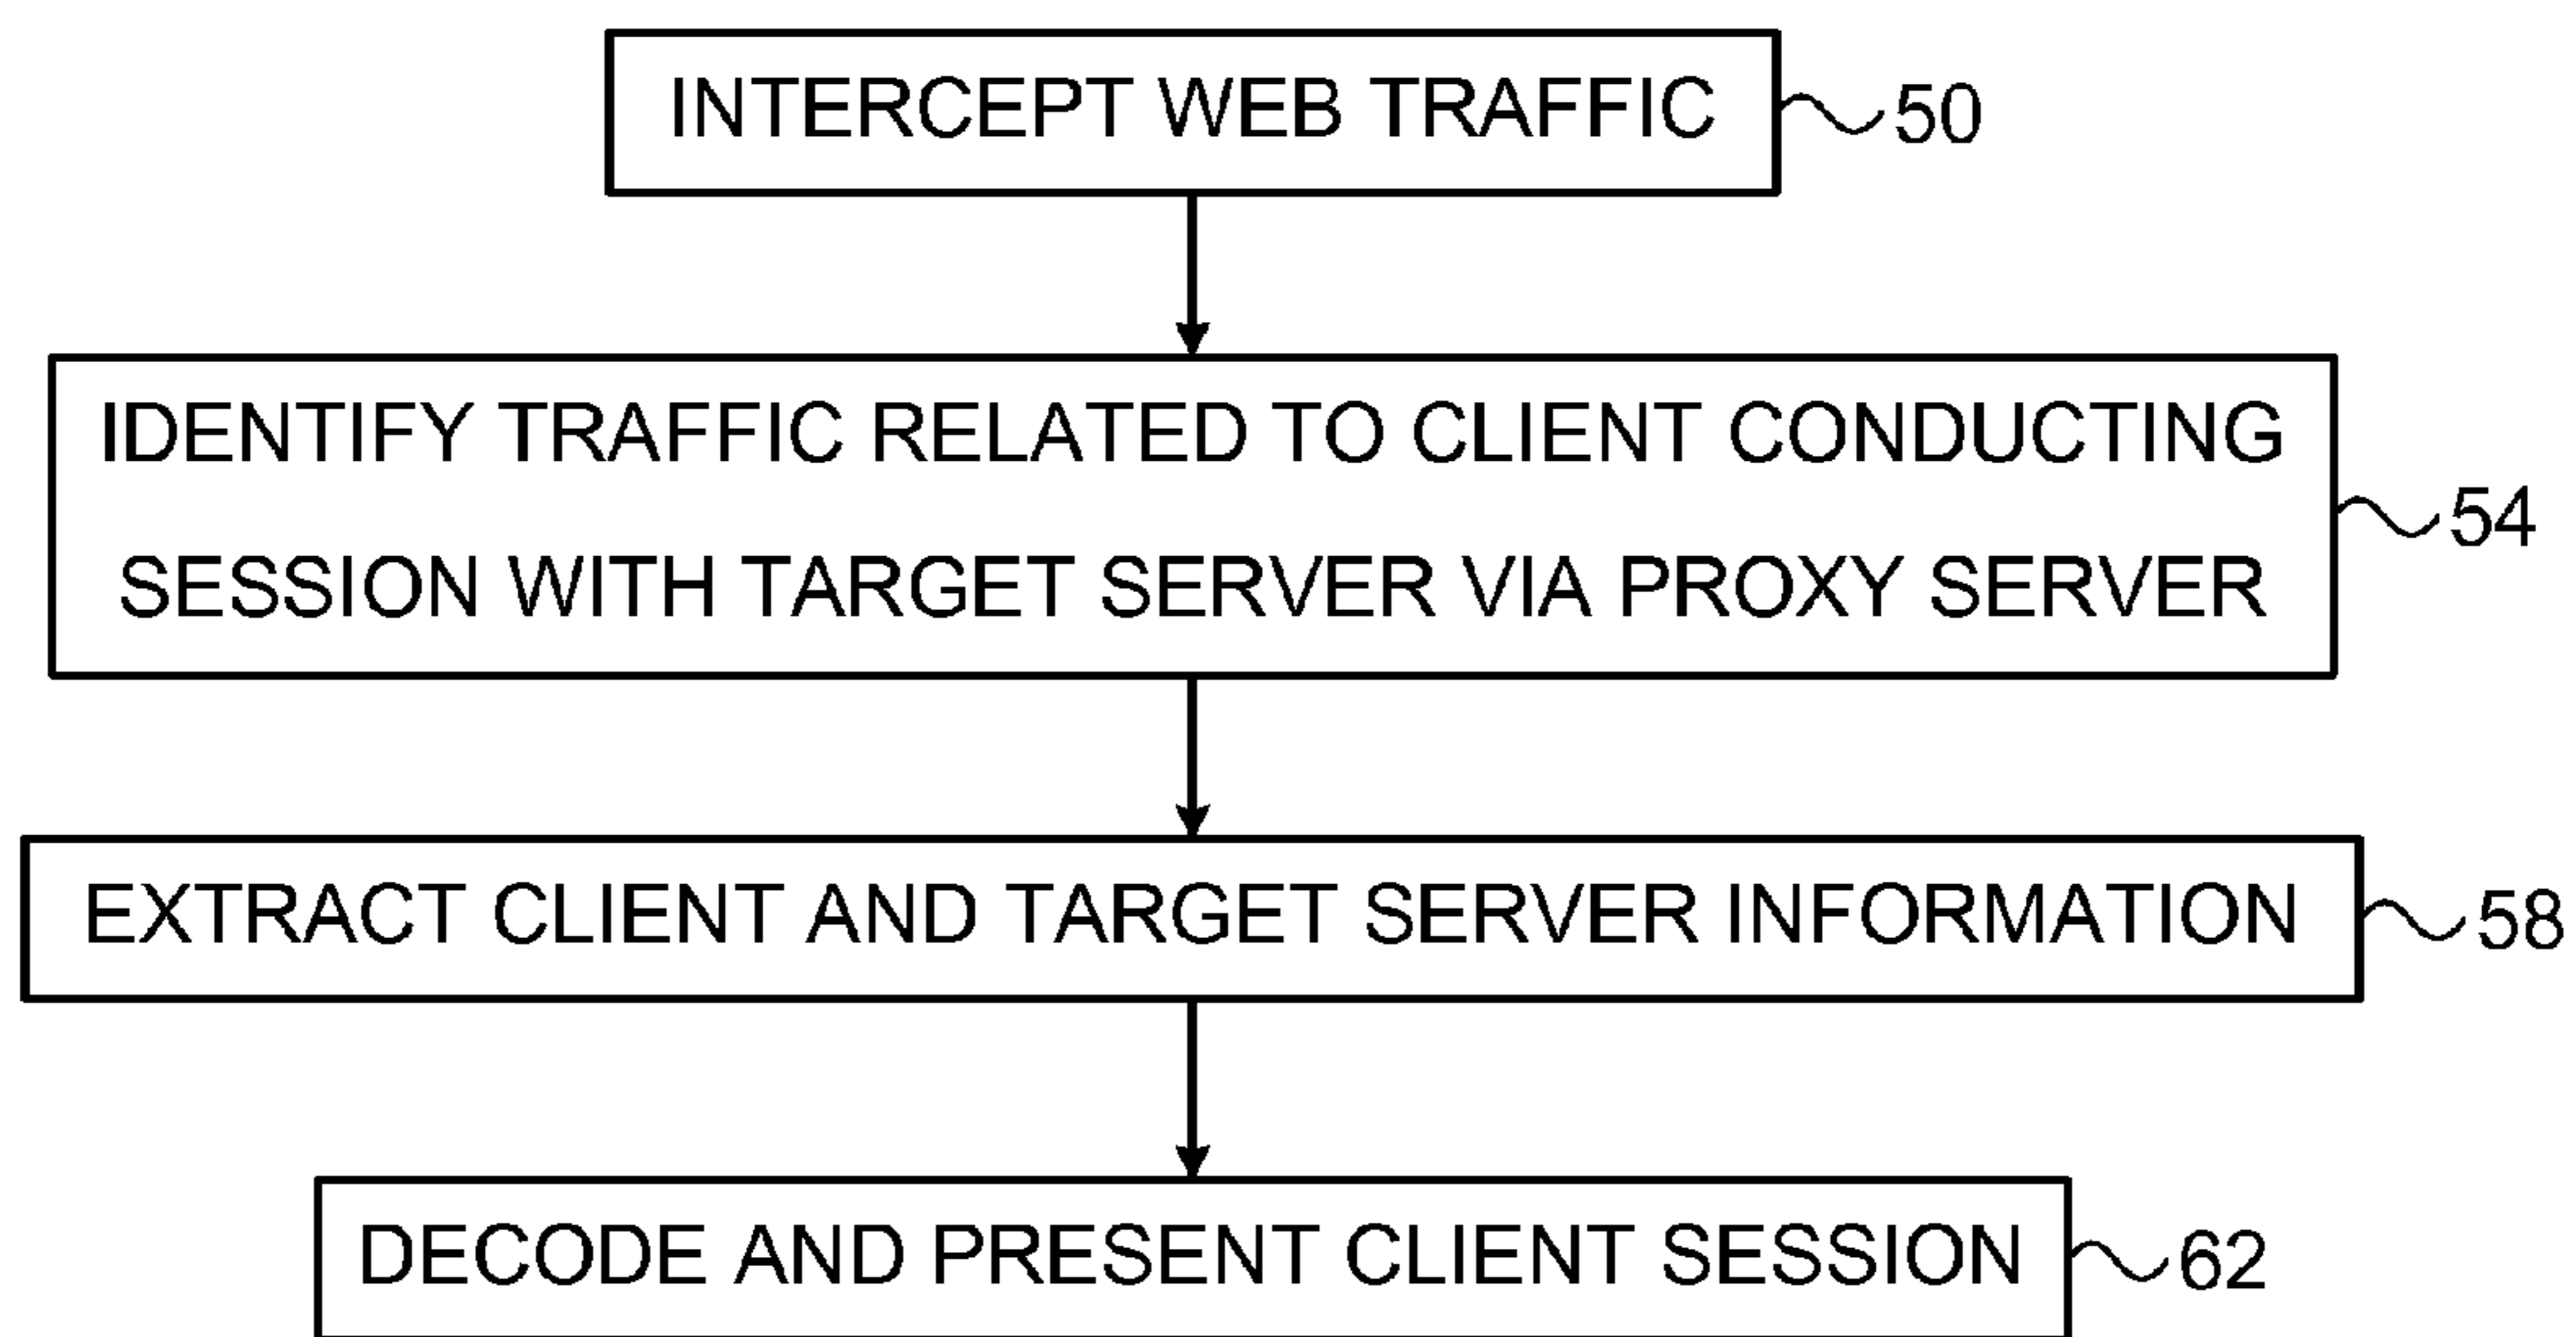 INTERCEPT WEB TRAFFIC
50
IDENTIFY TRAFFIC RELATED TO CLIENT CONDUCTING
SESSION WITH TARGET SERVER VIA PROXY SERVER
54
EXTRACT CLIENT AND TARGET SERVER INFORMATION
58
DECODE AND PRESENT CLIENT SESSION
62